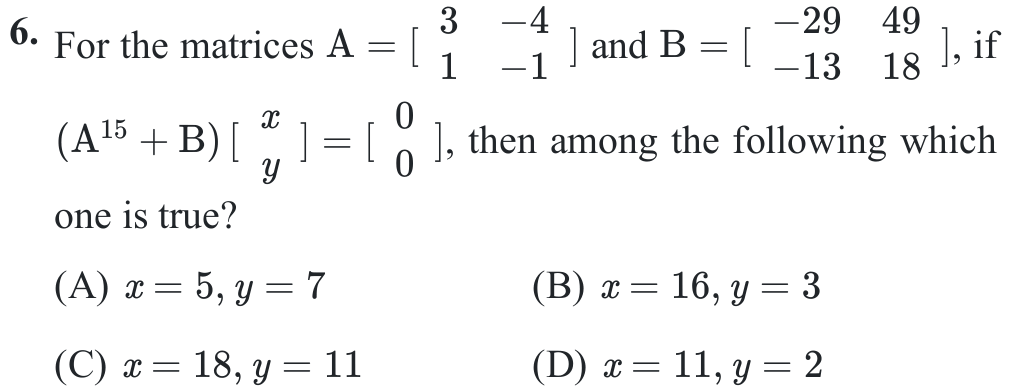 6. For the matrices A = [ 3 −4 1 −1 ] and B = [ −29 49 −13 18 ], if
(A¹⁵ + B) [ x y ] = [ 0 0 ], then among the following which
one is true?
(A) x = 5, y = 7 (B) x = 16, y = 3
(C) x = 18, y = 11 (D) x = 11, y = 2